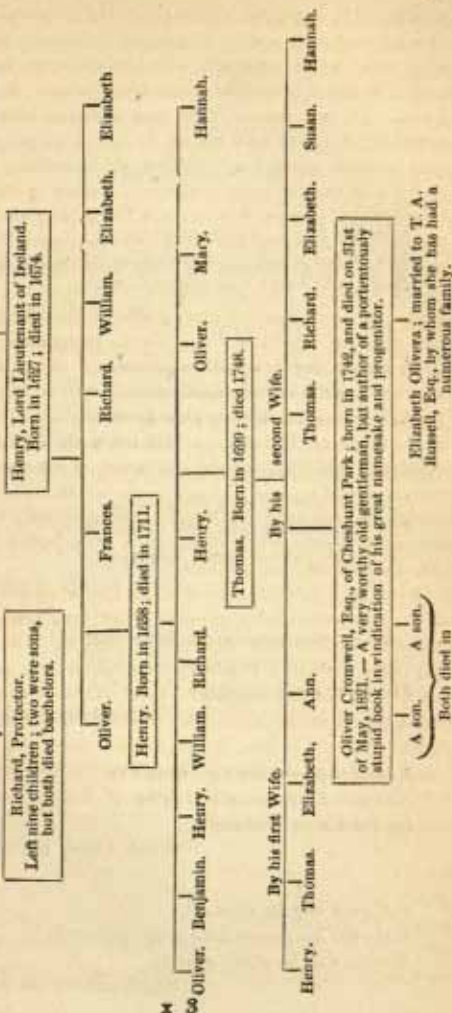 Richard, Protector.
Left nine children; two were sons,
but both died bachelors.
Henry, Lord Lieutenant of Ireland.
Born in 1627; died in 1674.
Oliver. Frances. Richard. William. Elizabeth. Elizabeth
Henry. Born in 1658; died in 1711.
Oliver. Benjamin. Henry. William. Richard. Henry. Oliver. Mary. Hannah.
Thomas. Born in 1699; died 1748.
By his first Wife. By his second Wife.
Henry. Thomas. Elizabeth. Ann. Thomas. Richard. Elizabeth. Susan. Hannah.
Oliver Cromwell, Esq., of Cheshunt Park; born in 1742, and died on 31st
of May, 1821.—A very worthy old gentleman, but author of a portentously
stupid book in vindication of his great namesake and progenitor.
A son. A son.
Both died in
Elizabeth Olivera; married to T. A.
Russell, Esq., by whom she has had a
numerous family.